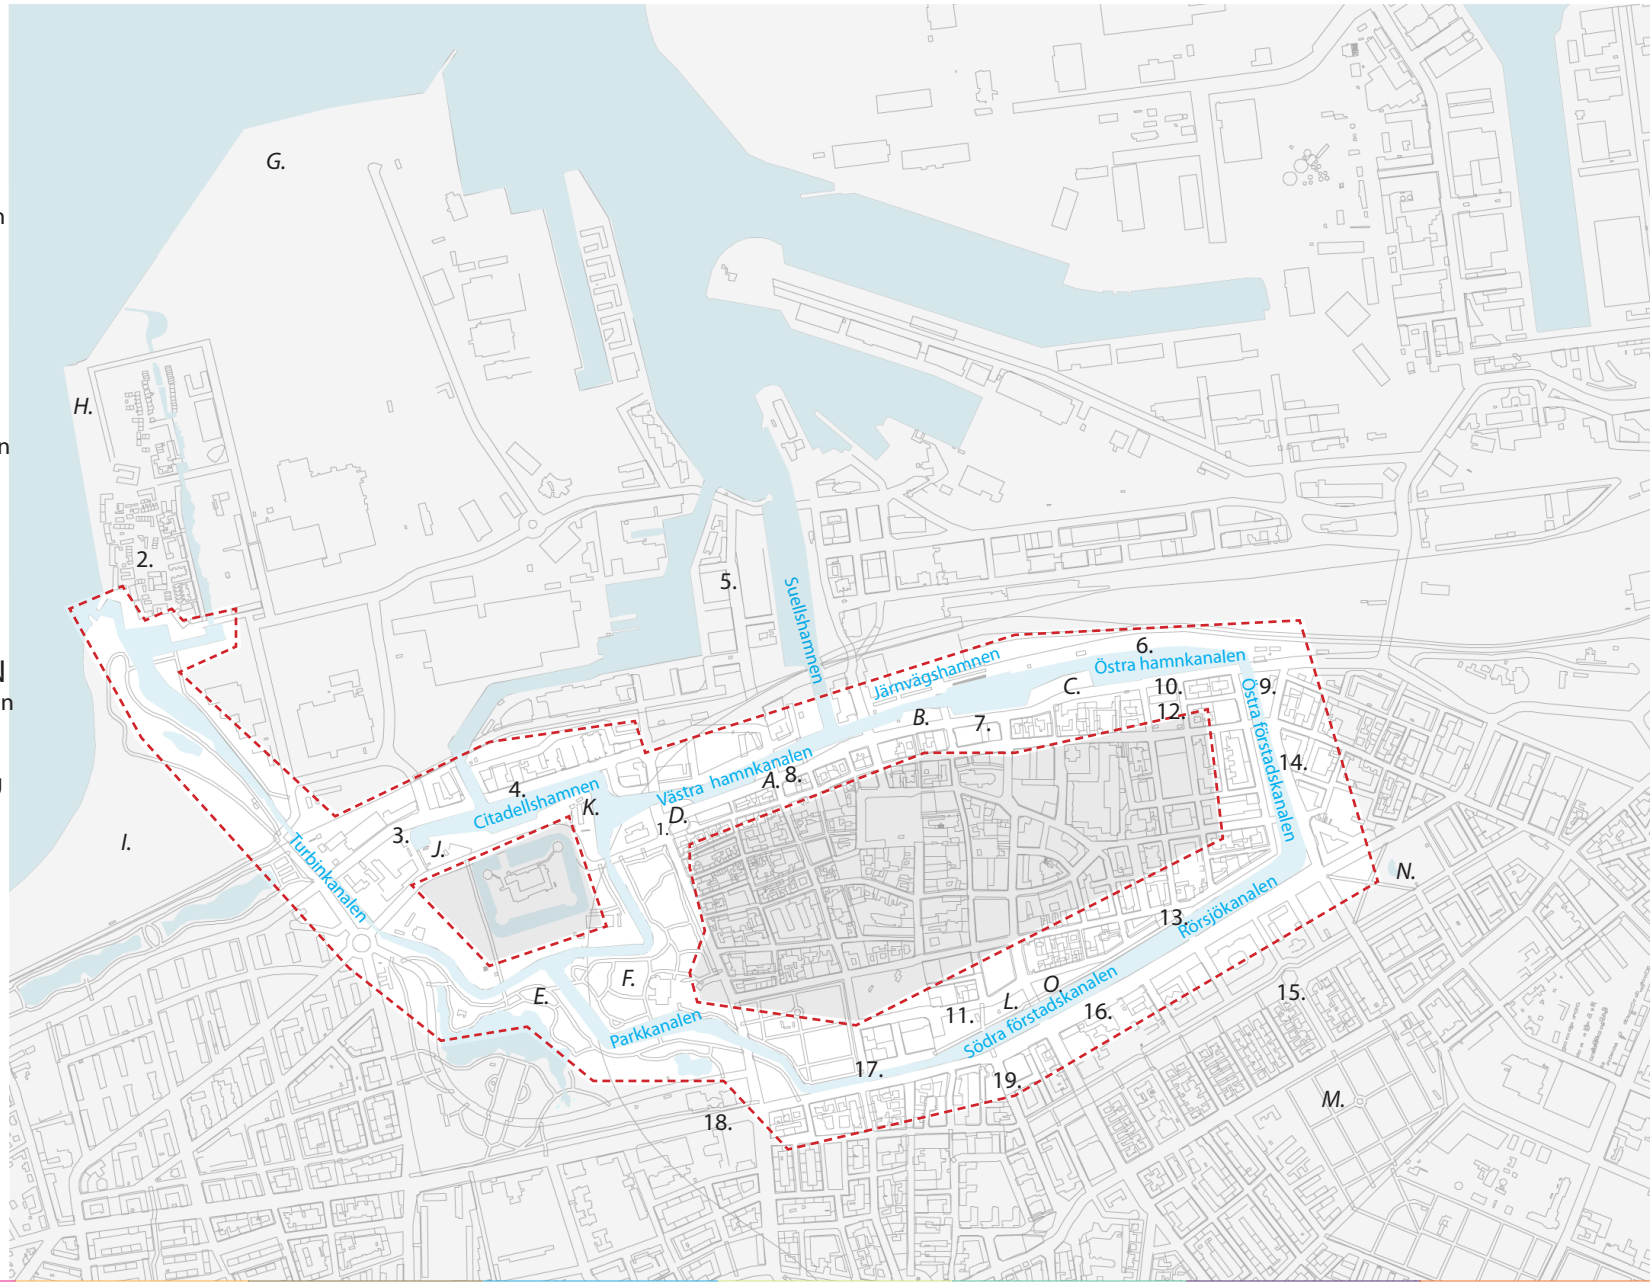 G.
n
H.
n
2.
5.
Suellshamnen
N
n
6.
Järnvägshamnen
Östra hamnkanalen
C.
10.
9.
B.
7.
12.
Östra förstadskanalen
g
4.
Västra hamnkanalen
A.
8.
14.
Citadellshamnen
K.
D.
1.
3.
J.
I.
Turbinkanalen
N.
13.
Rörsjökanalen
F.
E.
O.
L.
11.
16.
15.
Parkkanalen
Södra förstadskanalen
17.
19.
M.
18.